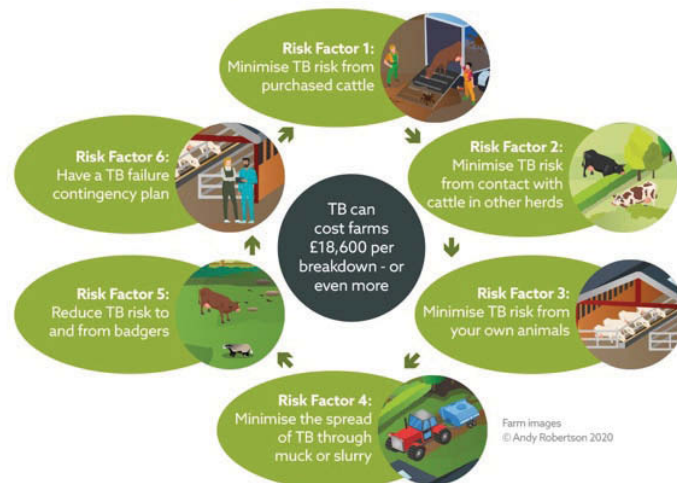 Risk Factor 1:
Minimise TB risk from
purchased cattle
Risk Factor 2:
Minimise TB risk
from contact with
cattle in other herds
Risk Factor 3:
Minimise TB risk from
your own animals
Risk Factor 4:
Minimise the spread
of TB through
muck or slurry
Risk Factor 5:
Reduce TB risk to
and from badgers
Risk Factor 6:
Have a TB failure
contingency plan
TB can
cost farms
£18,600 per
breakdown - or
even more
Farm images
© Andy Robertson 2020